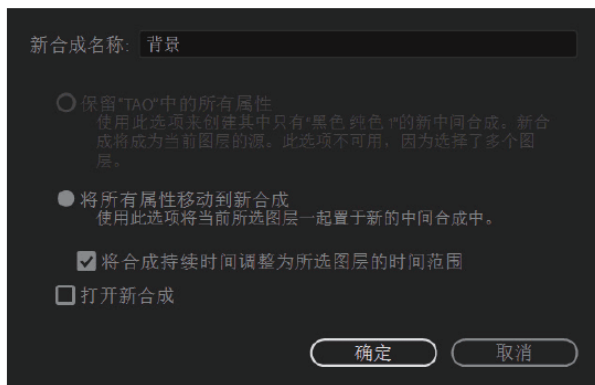 新合成名称: 背景
保留"TAO"中的所有属性
使用此选项来创建其中只有"黑色 纯色 1"的新中间合成。新合
成将成为当前图层的源。此选项不可用，因为选择了多个图
层。
将所有属性移动到新合成
使用此选项将当前所选图层一起置于新的中间合成中。
将合成持续时间调整为所选图层的时间范围
打开新合成
确定 取消